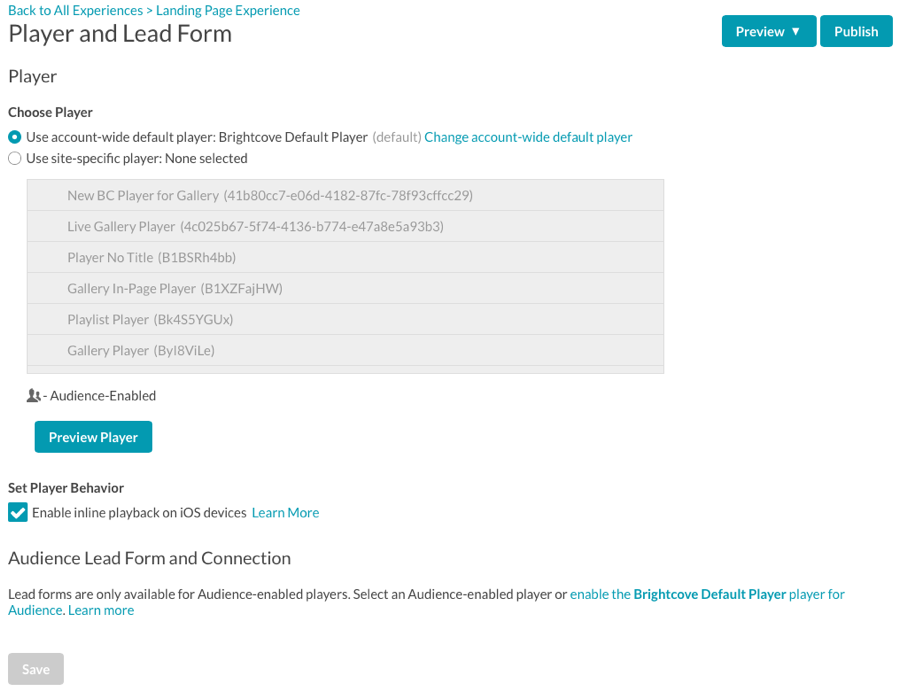 Back to All Experiences > Landing Page Experience
Player and Lead Form
Preview ▼
Publish
Player
Choose Player
Use account-wide default player: Brightcove Default Player (default) Change account-wide default player
Use site-specific player: None selected
New BC Player for Gallery (41b80cc7-e06d-4182-87fc-78f93cffcc29)
Live Gallery Player (4c025b67-5f74-4136-b774-e47a8e5a93b3)
Player No Title (B1BSRh4bb)
Gallery In-Page Player (B1XZFajHW)
Playlist Player (Bk4S5YGUx)
Gallery Player (ByI8ViLe)
- Audience-Enabled
Preview Player
Set Player Behavior
Enable inline playback on iOS devices Learn More
Audience Lead Form and Connection
Lead forms are only available for Audience-enabled players. Select an Audience-enabled player or enable the Brightcove Default Player player for
Audience. Learn more
Save